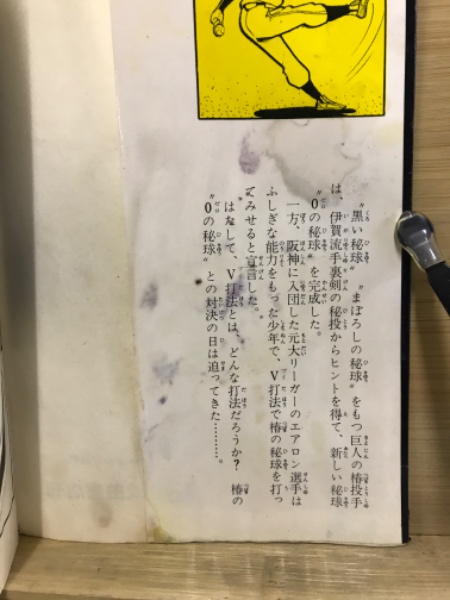 〝黒い秘球〟〝まぼろしの秘球〟をもつ巨人の椿投手
は、伊賀流手裏剣の秘投からヒントを得て、新しい秘球
〝0の秘球〟を完成した。
一方、阪神に入団した元大リーガーのエアロン選手は
ふしぎな能力をもった少年で、V打法で椿の秘球を打っ
てみせると宣言した。
はたして、V打法とは、どんな打法だろうか? 椿の
〝0の秘球〟との対決の日は迫ってきた………。